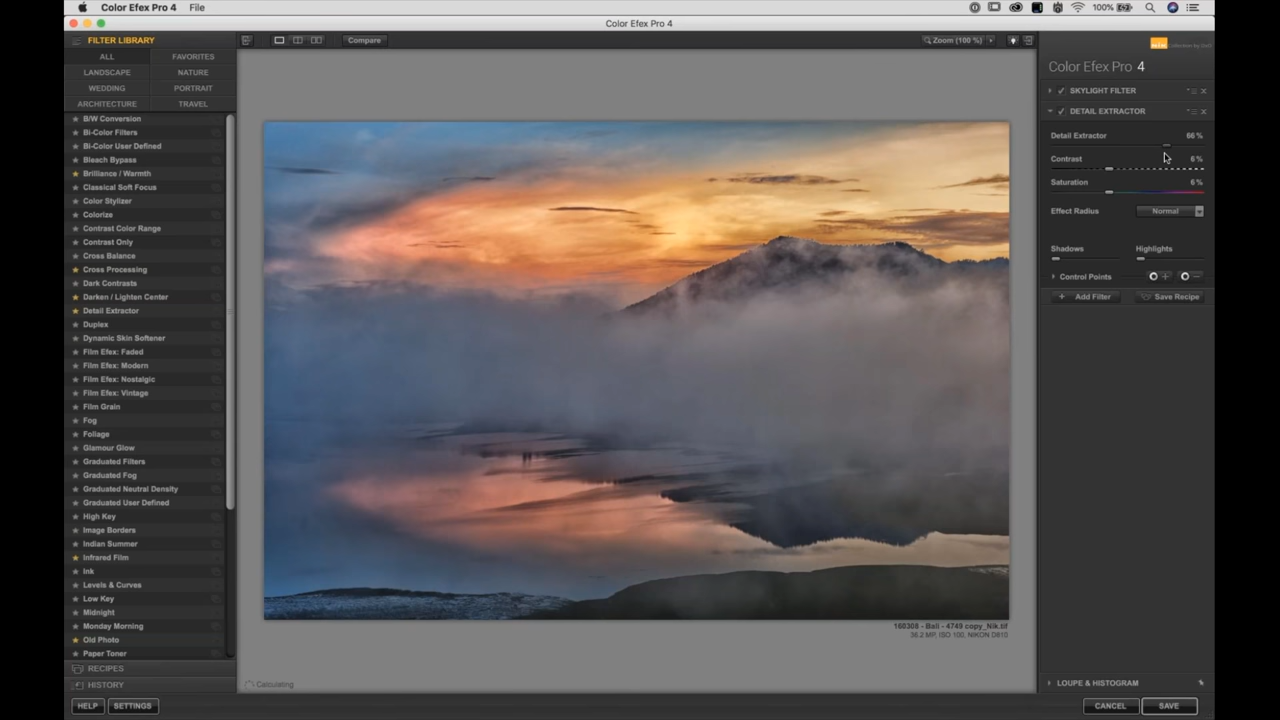 Color Efex Pro 4 File 100%
Color Efex Pro 4
FILTER LIBRARY
Compare
Zoom (100 %)
ALL FAVORITES
LANDSCAPE NATURE
WEDDING PORTRAIT
ARCHITECTURE TRAVEL
B/W Conversion
Bi-Color Filters
Bi-Color User Defined
Bleach Bypass
Brilliance / Warmth
Classical Soft Focus
Color Stylizer
Colorize
Contrast Color Range
Contrast Only
Cross Balance
Cross Processing
Dark Contrasts
Darken / Lighten Center
Detail Extractor
Duplex
Dynamic Skin Softener
Film Efex: Faded
Film Efex: Modern
Film Efex: Nostalgic
Film Efex: Vintage
Film Grain
Fog
Foliage
Glamour Glow
Graduated Filters
Graduated Fog
Graduated Neutral Density
Graduated User Defined
High Key
Image Borders
Indian Summer
Infrared Film
Ink
Levels & Curves
Low Key
Midnight
Monday Morning
Old Photo
Paper Toner
RECIPES
HISTORY
HELP SETTINGS
160308 - Bali - 4749 copy_Nik.tif
36.2 MP, ISO 100, NIKON D810
Calculating
Color Efex Pro 4
SKYLIGHT FILTER
DETAIL EXTRACTOR
Detail Extractor 66%
Contrast 6%
Saturation 6%
Effect Radius Normal
Shadows Highlights
Control Points
Add Filter Save Recipe
LOUPE & HISTOGRAM
CANCEL SAVE